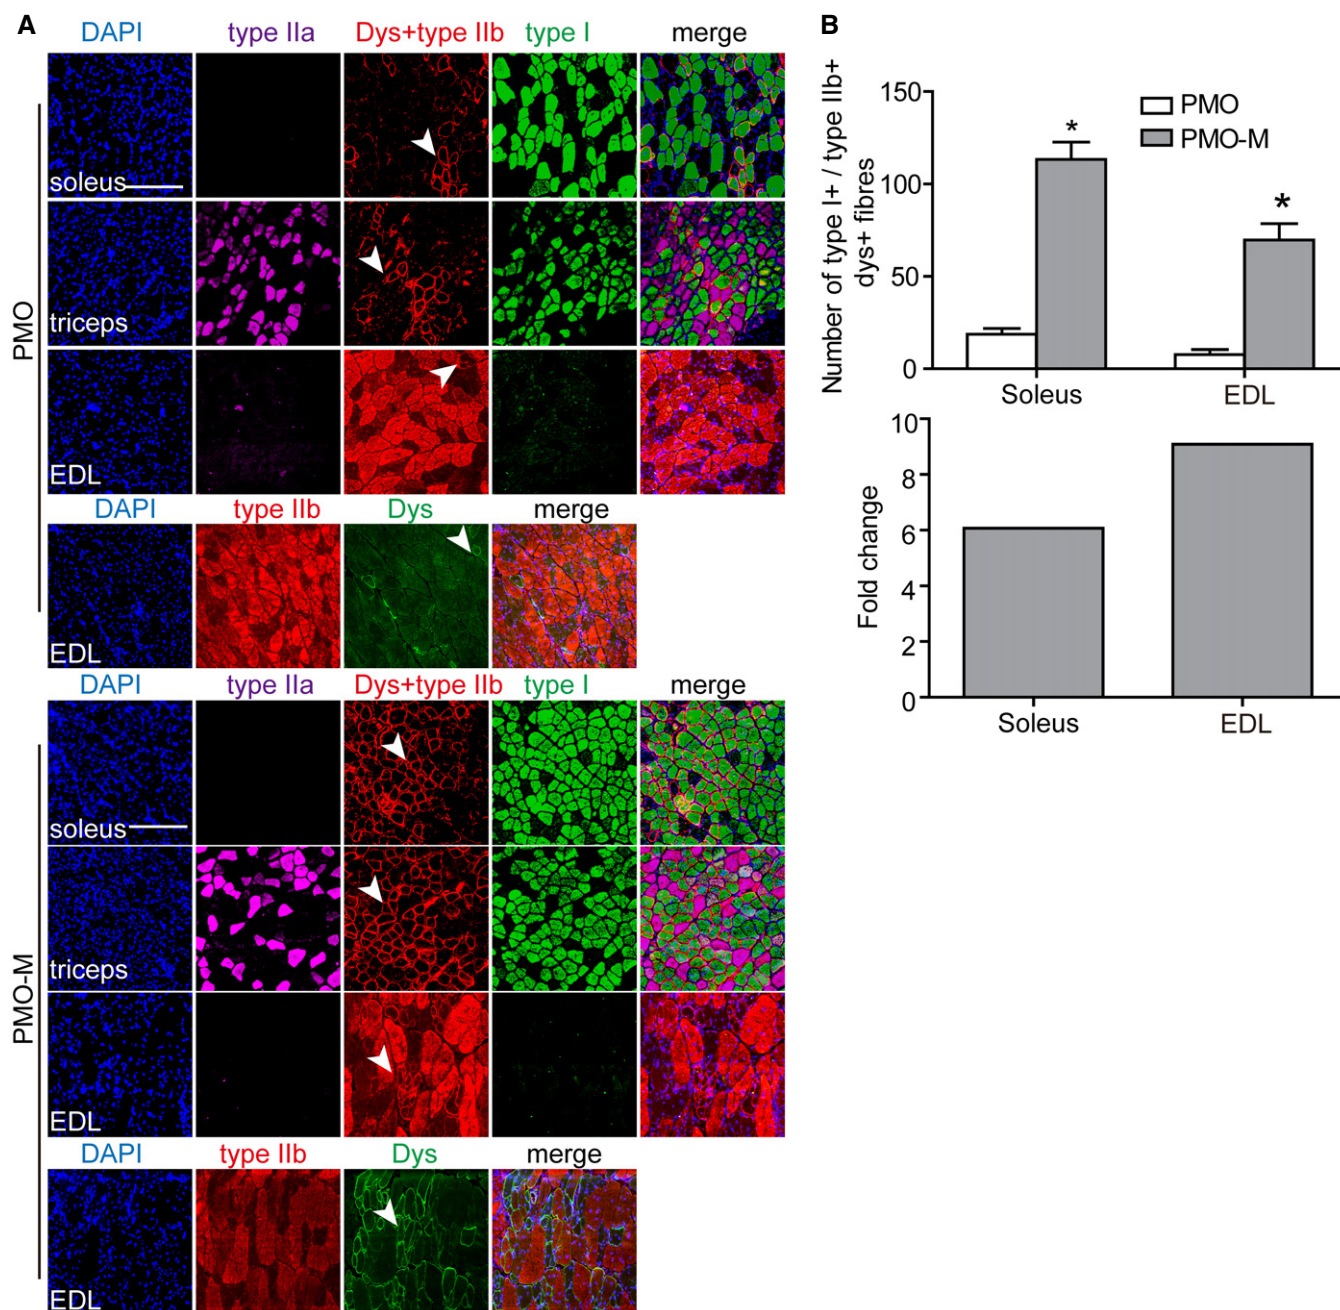 A
DAPI type IIa Dys+type IIb type I merge
soleus
triceps
EDL
PMO
DAPI type IIb Dys merge
EDL
DAPI type IIa Dys+type IIb type I merge
soleus
triceps
EDL
PMO-M
DAPI type IIb Dys merge
EDL
B
Number of type I+ / type IIb+
dys+ fibres
150
100
50
0
PMO
PMO-M
*
*
Soleus EDL
Fold change
10
8
6
4
2
0
Soleus EDL